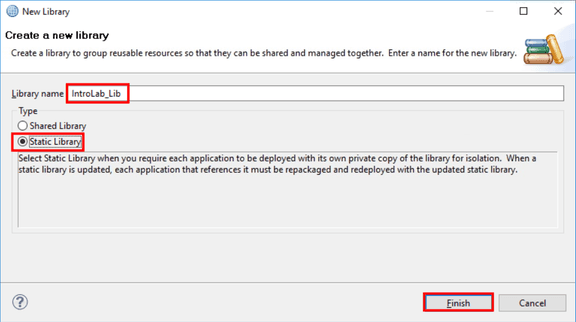 New Library
Create a new library
Create a library to group reusable resources so that they can be shared and managed together.  Enter a name for the new library.
Library name IntroLab_Lib
Type
Shared Library
Static Library
Select Static Library when you require each application to be deployed with its own private copy of the library for isolation.  When a
static library is updated, each application that references it must be repackaged and redeployed with the updated static library.
Finish Cancel